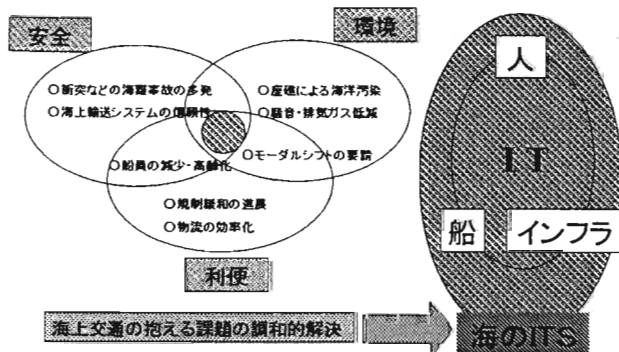 安全
環境
○衝突などの海難事故の多発
○海上輸送システムの信頼性
○座礁による海洋汚染
○騒音・排気ガス低減
○船員の減少・高齢化
○モーダルシフトの要請
○規制緩和の進展
○物流の効率化
利便
人
IT
船
インフラ
海上交通の抱える課題の調和的解決
海のITS